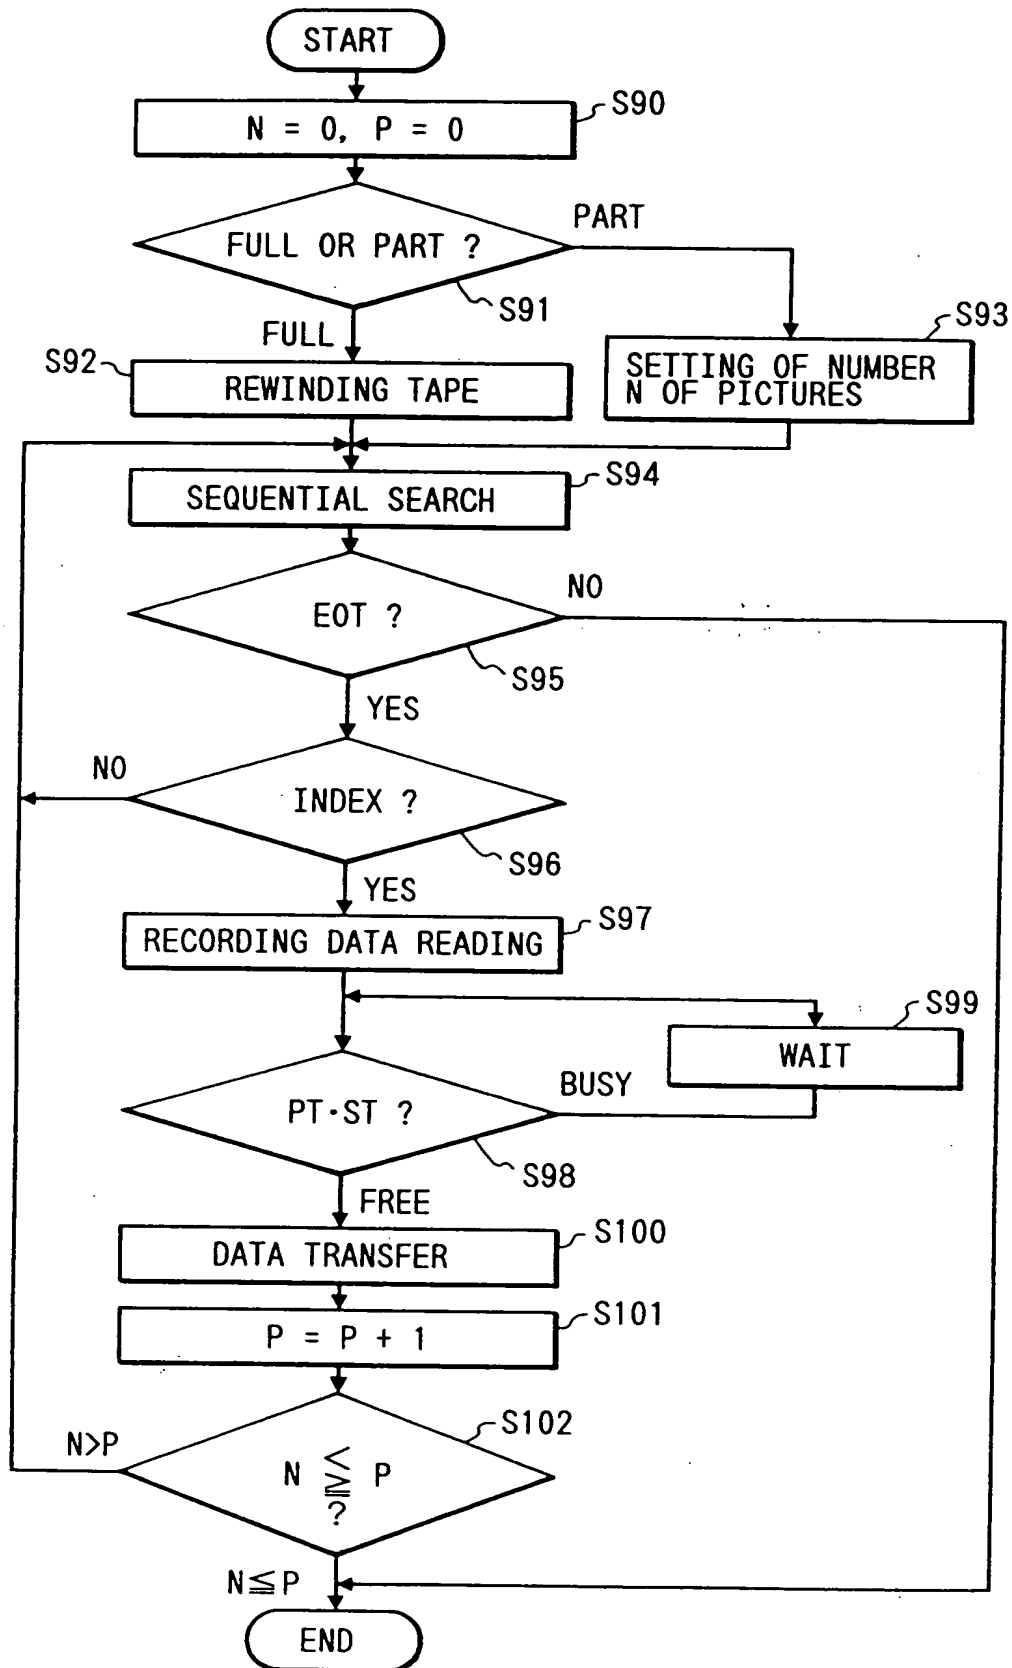 START
S90
N = 0, P = 0
PART
FULL OR PART ?
S91
S93
FULL
S92
REWINDING TAPE
SETTING OF NUMBER
N OF PICTURES
S94
SEQUENTIAL SEARCH
NO
EOT ?
S95
YES
NO
INDEX ?
S96
YES
S97
RECORDING DATA READING
S99
WAIT
BUSY
PT·ST ?
S98
FREE
S100
DATA TRANSFER
S101
P = P + 1
S102
N>P
N ⋚ P
?
N≦P
END